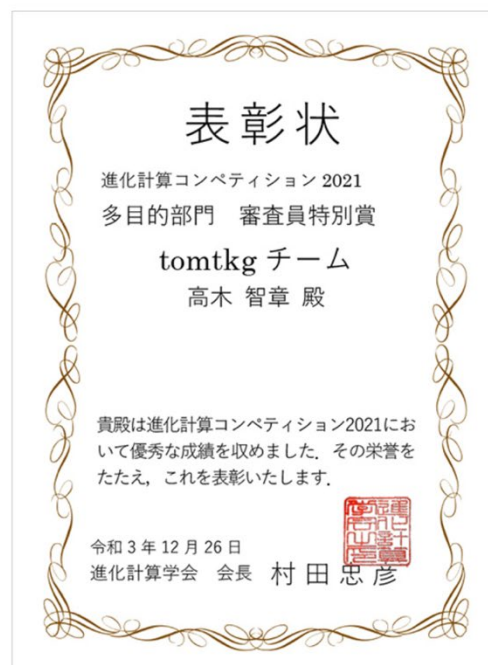 表彰状
進化計算コンペティション 2021
多目的部門　審査員特別賞
tomtkg チーム
高木 智章 殿
貴殿は進化計算コンペティション2021にお
いて優秀な成績を収めました．その栄誉を
たたえ，これを表彰いたします．
令和 3 年 12 月 26 日
進化計算学会　会長　村田忠彦